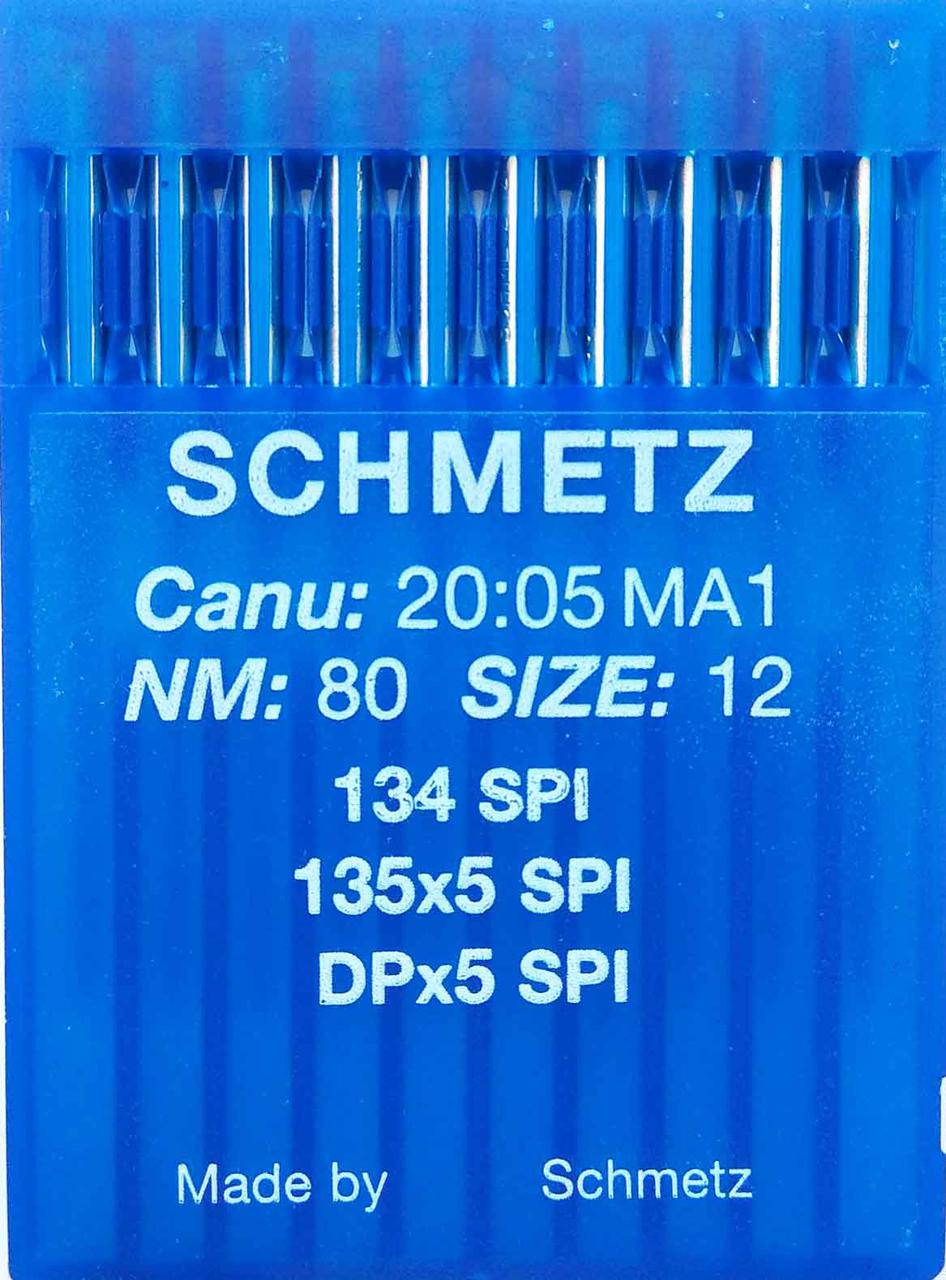 SCHMETZ
Canu: 20:05 MA1
NM: 80 SIZE: 12
134 SPI
135x5 SPI
DPx5 SPI
Made by Schmetz